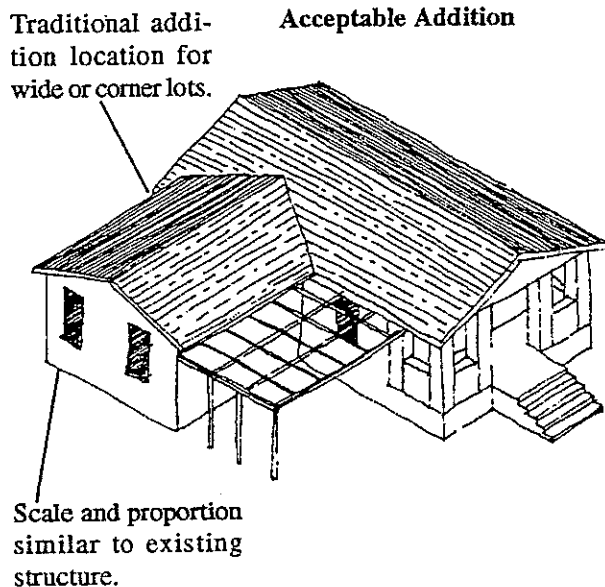 Acceptable Addition
Traditional addi-
tion location for
wide or corner lots.
Scale and proportion
similar to existing
structure.